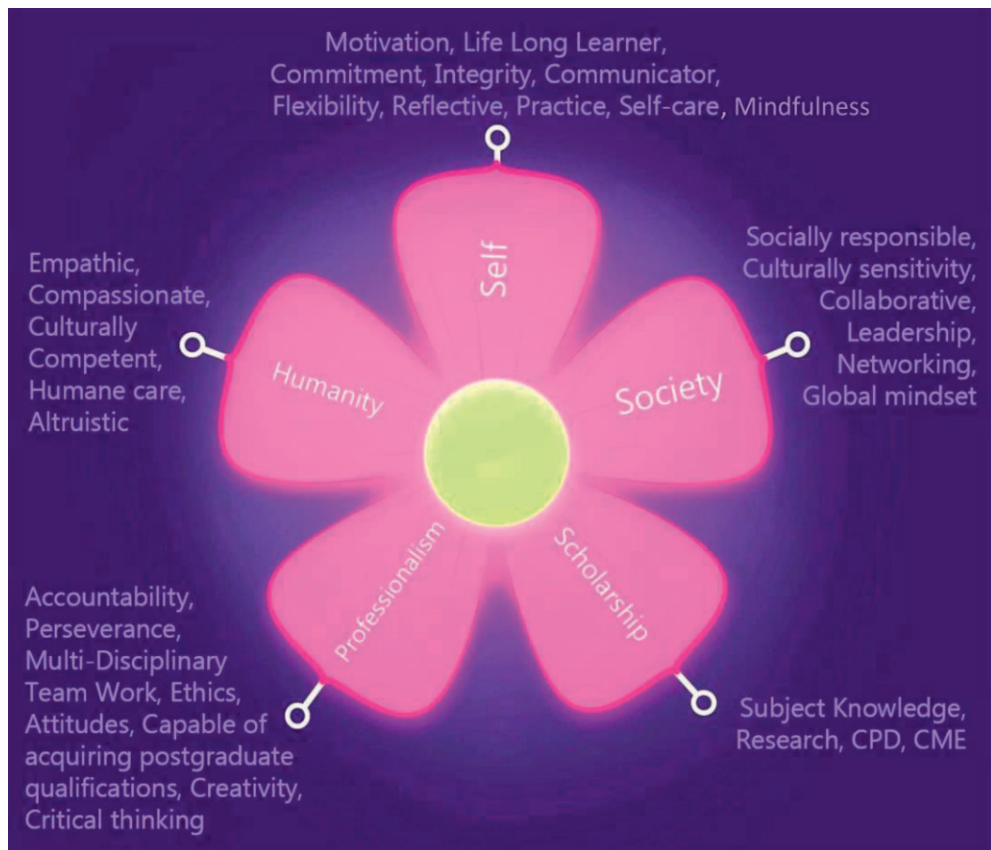 Motivation, Life Long Learner,
Commitment, Integrity, Communicator,
Flexibility, Reflective, Practice, Self-care, Mindfulness
Self
Socially responsible,
Culturally sensitivity,
Collaborative,
Leadership,
Networking,
Global mindset
Society
Empathic,
Compassionate,
Culturally
Competent,
Humane care,
Altruistic
Humanity
Professionalism
Scholarship
Accountability,
Perseverance,
Multi-Disciplinary
Team Work, Ethics,
Attitudes, Capable of
acquiring postgraduate
qualifications, Creativity,
Critical thinking
Subject Knowledge,
Research, CPD, CME